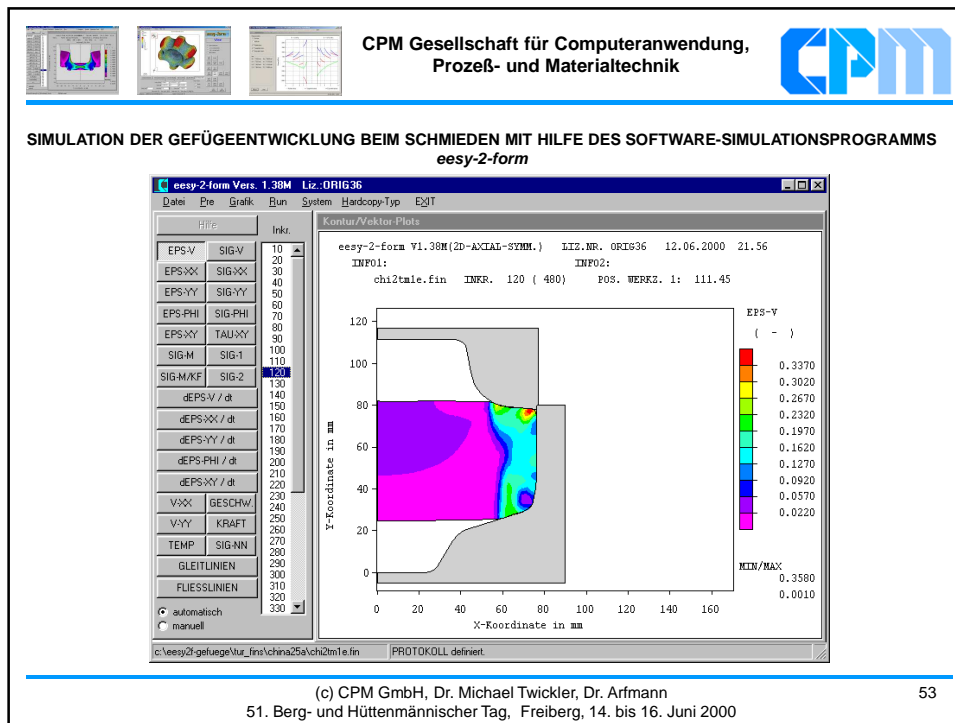 CPM Gesellschaft für Computeranwendung,
Prozeß- und Materialtechnik
CPM
SIMULATION DER GEFÜGEENTWICKLUNG BEIM SCHMIEDEN MIT HILFE DES SOFTWARE-SIMULATIONSPROGRAMMS
eesy-2-form
eesy-2-form Vers. 1.38M Liz.:ORIG36
Datei Pre Grafik Run System Hardcopy-Typ EXIT
Hilfe
Inkr.
EPS-V SIG-V
EPS-XX SIG-XX
EPS-YY SIG-YY
EPS-PHI SIG-PHI
EPS-XY TAU-XY
SIG-M SIG-1
SIG-M/KF SIG-2
dEPS-V / dt
dEPS-XX / dt
dEPS-YY / dt
dEPS-PHI / dt
dEPS-XY / dt
V-XX GESCHW.
V-YY KRAFT
TEMP SIG-NN
GLEITLINIEN
FLIESSLINIEN
automatisch
manuell
10
20
30
40
50
60
70
80
90
100
110
120
130
140
150
160
170
180
190
200
210
220
230
240
250
260
270
280
290
300
310
320
330
Kontur/Vektor-Plots
eesy-2-form V1.38M(2D-AXIAL-SYMM.) LIZ.NR. ORIG36 12.06.2000 21.56
INFO1: INFO2:
chi2tm1e.fin INKR. 120 ( 480) POS. WERKZ. 1: 111.45
120
100
80
60
40
20
0
Y-Koordinate in mm
0 20 40 60 80 100 120 140 160
X-Koordinate in mm
EPS-V
( - )
0.3370
0.3020
0.2670
0.2320
0.1970
0.1620
0.1270
0.0920
0.0570
0.0220
MIN/MAX
0.3580
0.0010
c:\eesy2f-gefuege\tur_fins\china25a\chi2tm1e.fin PROTOKOLL definiert.
(c) CPM GmbH, Dr. Michael Twickler, Dr. Arfmann
51. Berg- und Hüttenmännischer Tag, Freiberg, 14. bis 16. Juni 2000
53